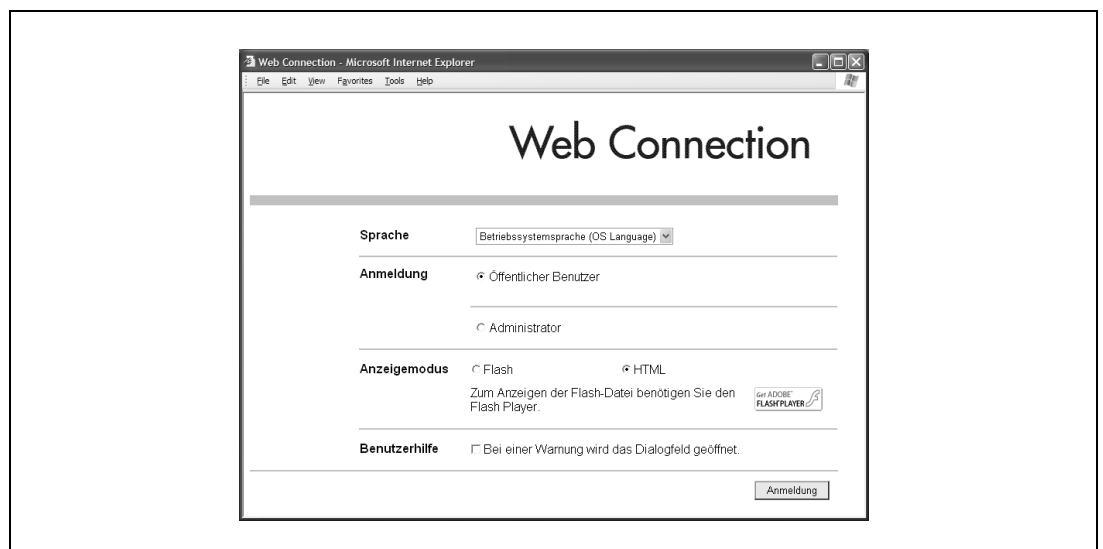 Web Connection - Microsoft Internet Explorer
File Edit View Favorites Tools Help
Web Connection
Sprache Betriebssystemsprache (OS Language)
Anmeldung Öffentlicher Benutzer
Administrator
Anzeigemodus Flash HTML
Zum Anzeigen der Flash-Datei benötigen Sie den
Flash Player.
Get ADOBE®
FLASH® PLAYER
Benutzerhilfe Bei einer Warnung wird das Dialogfeld geöffnet.
Anmeldung